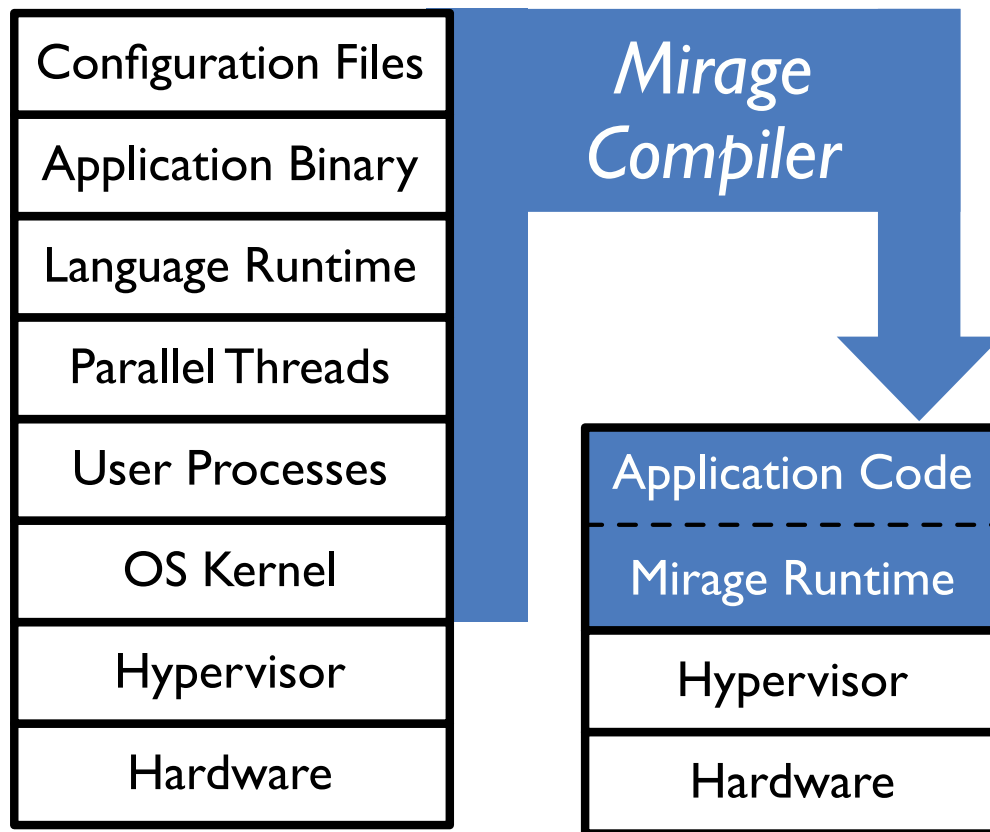 Configuration Files
Application Binary
Language Runtime
Parallel Threads
User Processes
OS Kernel
Hypervisor
Hardware
Mirage
Compiler
Application Code
Mirage Runtime
Hypervisor
Hardware